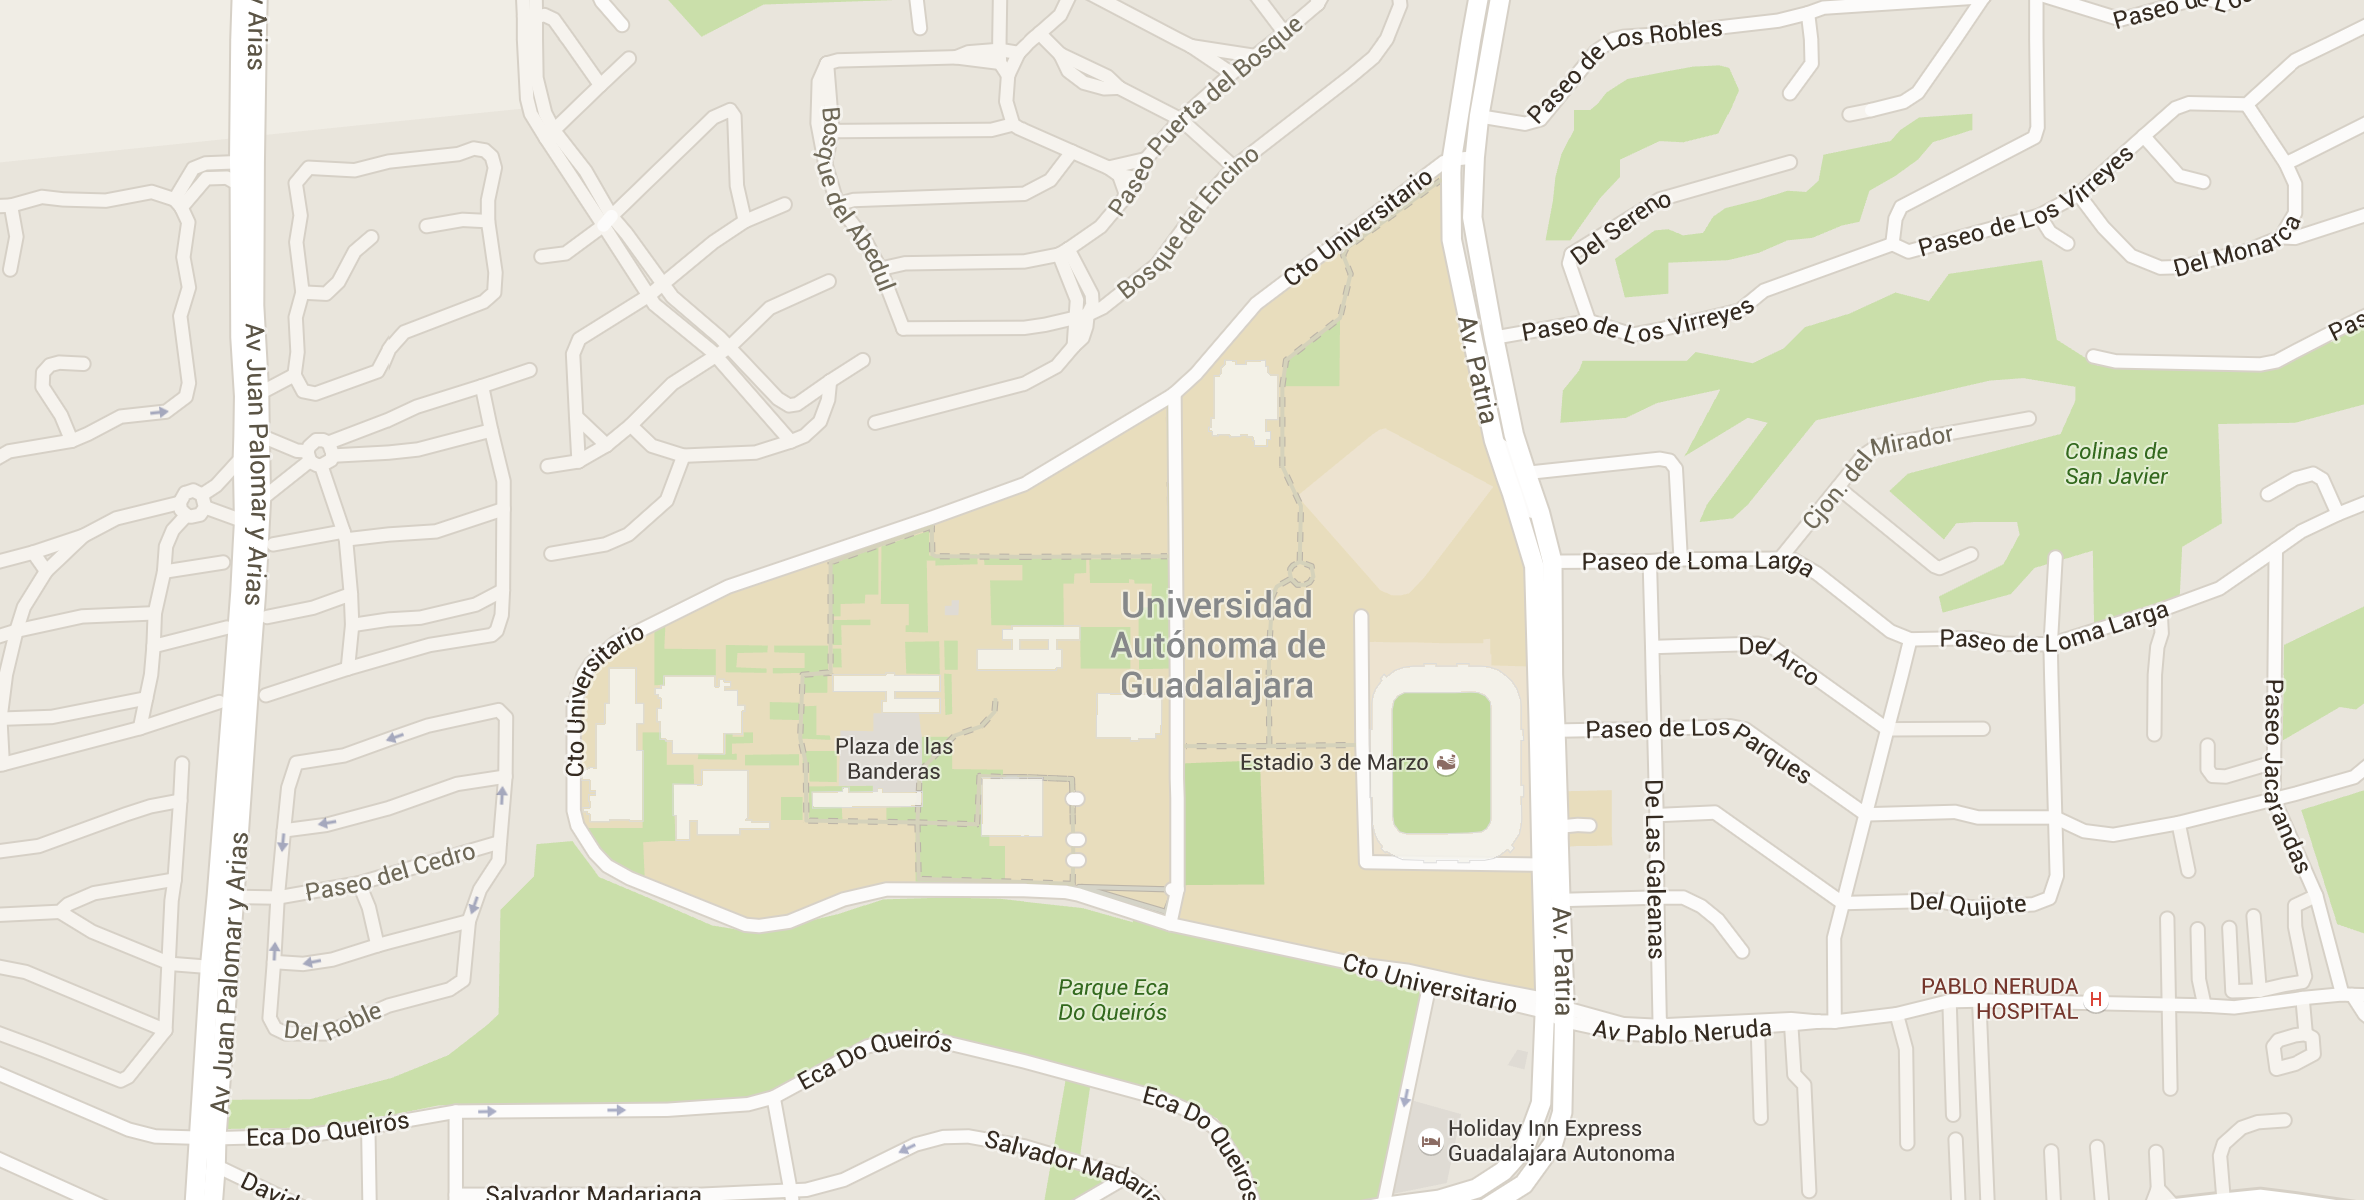 Arias
Paseo de Los Robles
Paseo de Los
Bosque del Abedul
Paseo Puerta del Bosque
Bosque del Encino
Cto Universitario
Del Sereno
Paseo de Los Virreyes
Del Monarca
Av Juan Palomar y Arias
Av. Patria
Paseo de Los Virreyes
Colinas de
San Javier
Cjon. del Mirador
Paseo de Loma Larga
Universidad
Autónoma de
Guadalajara
Cto Universitario
Del Arco
Paseo de Loma Larga
Paseo Jacarandas
Plaza de las
Banderas
Estadio 3 de Marzo
Paseo de Los Parques
De Las Galeanas
Paseo del Cedro
Del Quijote
Av Juan Palomar y Arias
Av. Patria
Del Roble
Parque Eca
Do Queirós
Cto Universitario
Av Pablo Neruda
PABLO NERUDA
HOSPITAL
H
Eca Do Queirós
Eca Do Queirós
Eca Do Queirós
Holiday Inn Express
Guadalajara Autonoma
Salvador Madaria
David
Salvador Madariaga